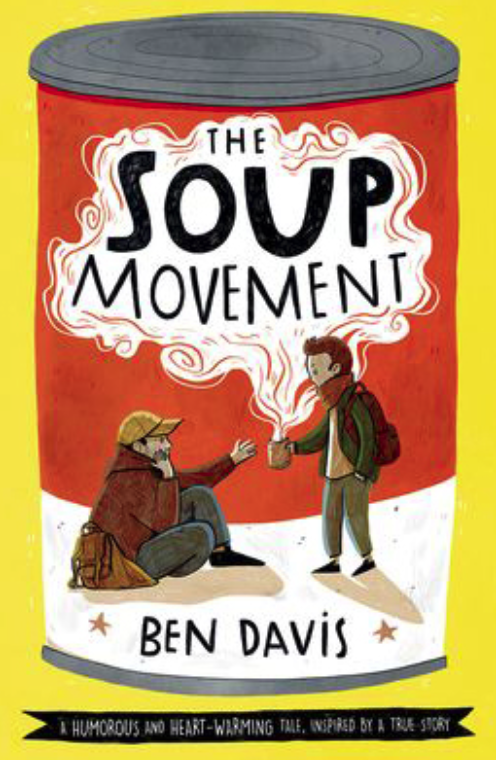 THE
SOUP
MOVEMENT
BEN DAVIS
A HUMOROUS AND HEART-WARMING TALE, INSPIRED BY A TRUE STORY